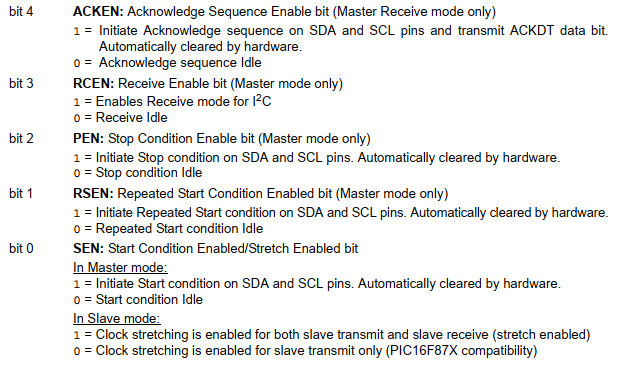 bit 4 ACKEN: Acknowledge Sequence Enable bit (Master Receive mode only)
1 = Initiate Acknowledge sequence on SDA and SCL pins and transmit ACKDT data bit.
Automatically cleared by hardware.
0 = Acknowledge sequence Idle
bit 3 RCEN: Receive Enable bit (Master mode only)
1 = Enables Receive mode for I²C
0 = Receive Idle
bit 2 PEN: Stop Condition Enable bit (Master mode only)
1 = Initiate Stop condition on SDA and SCL pins. Automatically cleared by hardware.
0 = Stop condition Idle
bit 1 RSEN: Repeated Start Condition Enabled bit (Master mode only)
1 = Initiate Repeated Start condition on SDA and SCL pins. Automatically cleared by hardware.
0 = Repeated Start condition Idle
bit 0 SEN: Start Condition Enabled/Stretch Enabled bit
In Master mode:
1 = Initiate Start condition on SDA and SCL pins. Automatically cleared by hardware.
0 = Start condition Idle
In Slave mode:
1 = Clock stretching is enabled for both slave transmit and slave receive (stretch enabled)
0 = Clock stretching is enabled for slave transmit only (PIC16F87X compatibility)